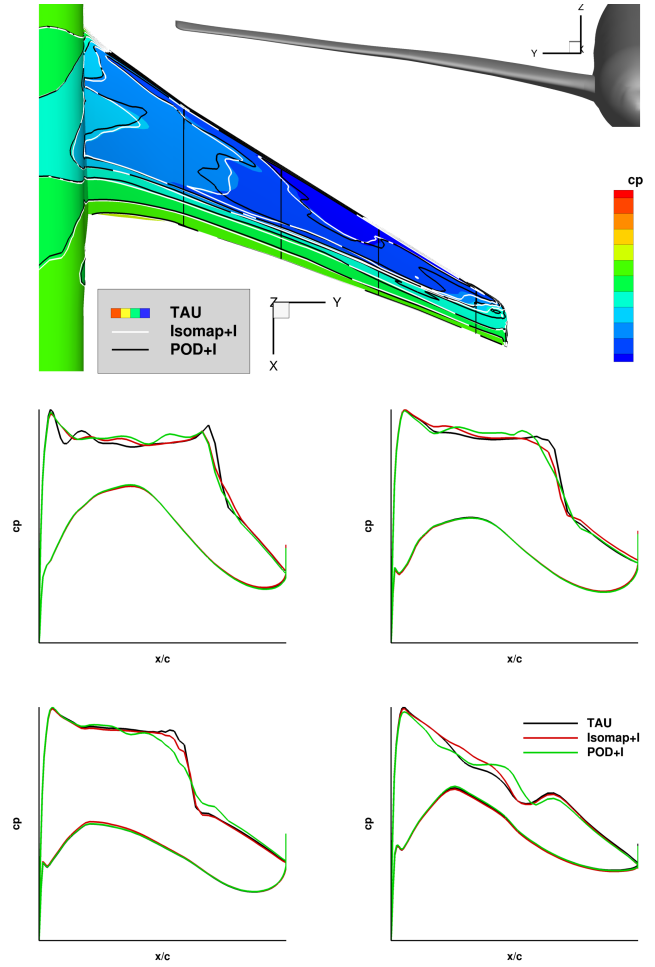 Z
Y
X
cp
TAU
Isomap+I
POD+I
Z
Y
X
cp
x/c
cp
x/c
cp
x/c
TAU
Isomap+I
POD+I
cp
x/c